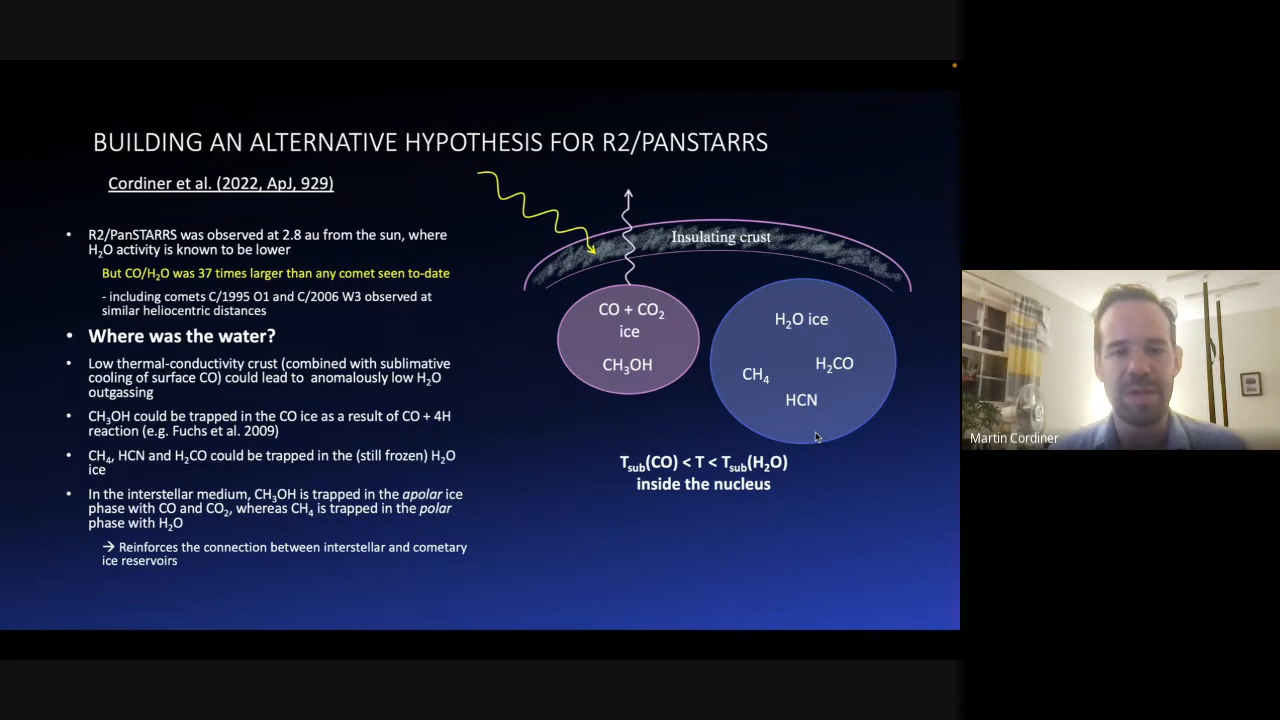 BUILDING AN ALTERNATIVE HYPOTHESIS FOR R2/PANSTARRS
Cordiner et al. (2022, ApJ, 929)
• R2/PanSTARRS was observed at 2.8 au from the sun, where
H₂O activity is known to be lower
But CO/H₂O was 37 times larger than any comet seen to-date
- including comets C/1995 O1 and C/2006 W3 observed at
similar heliocentric distances
• Where was the water?
• Low thermal-conductivity crust (combined with sublimative
cooling of surface CO) could lead to anomalously low H₂O
outgassing
• CH₃OH could be trapped in the CO ice as a result of CO + 4H
reaction (e.g. Fuchs et al. 2009)
• CH₄, HCN and H₂CO could be trapped in the (still frozen) H₂O
ice
• In the interstellar medium, CH₃OH is trapped in the apolar ice
phase with CO and CO₂, whereas CH₄ is trapped in the polar
phase with H₂O
→ Reinforces the connection between interstellar and cometary
ice reservoirs
Insulating crust
CO + CO₂
ice
CH₃OH
H₂O ice
H₂CO
CH₄
HCN
Tsub(CO) < T < Tsub(H₂O)
inside the nucleus
Martin Cordiner